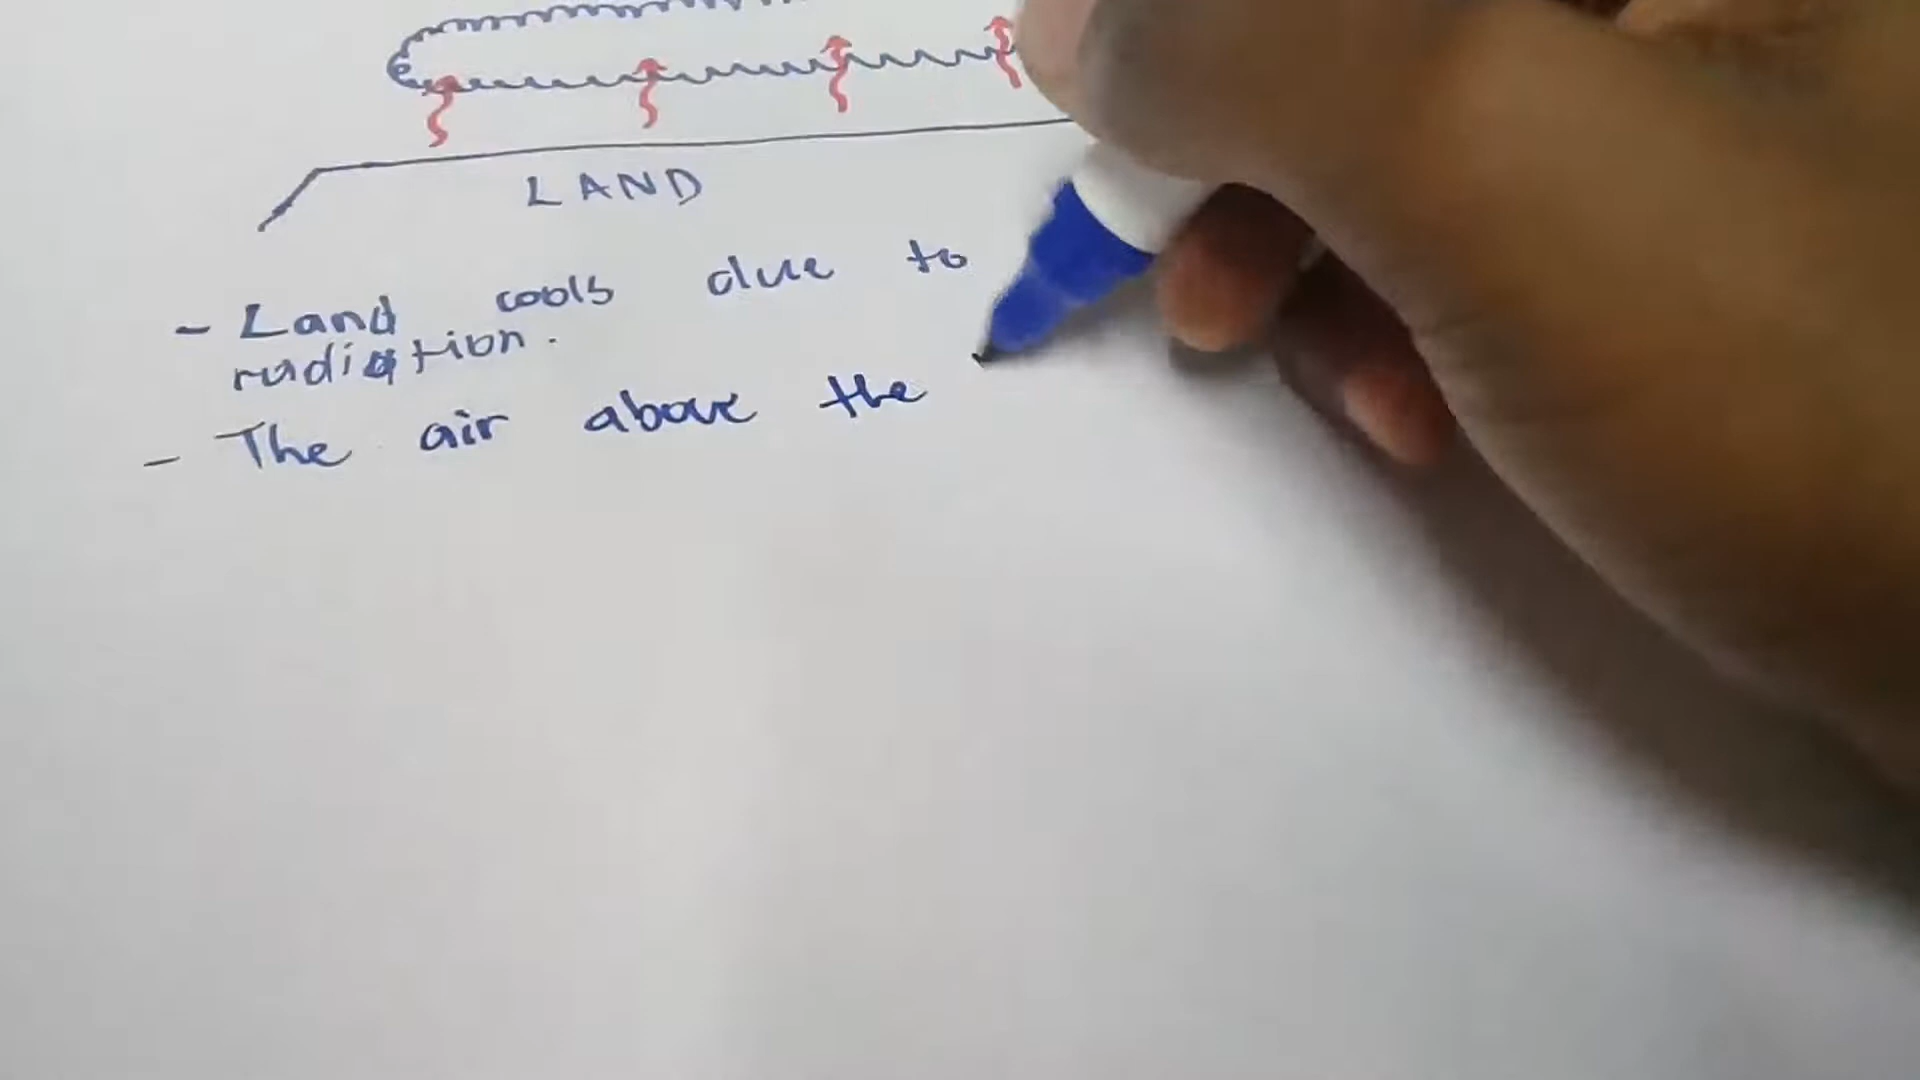 LAND
- Land cools due to
radiation.
- The air above the